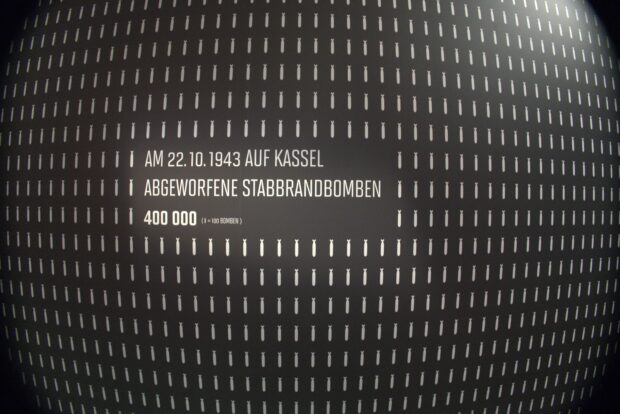 AM 22.10.1943 AUF KASSEL
ABGEWORFENE STABBRANDBOMBEN
400 000 (X = 100 BOMBEN)